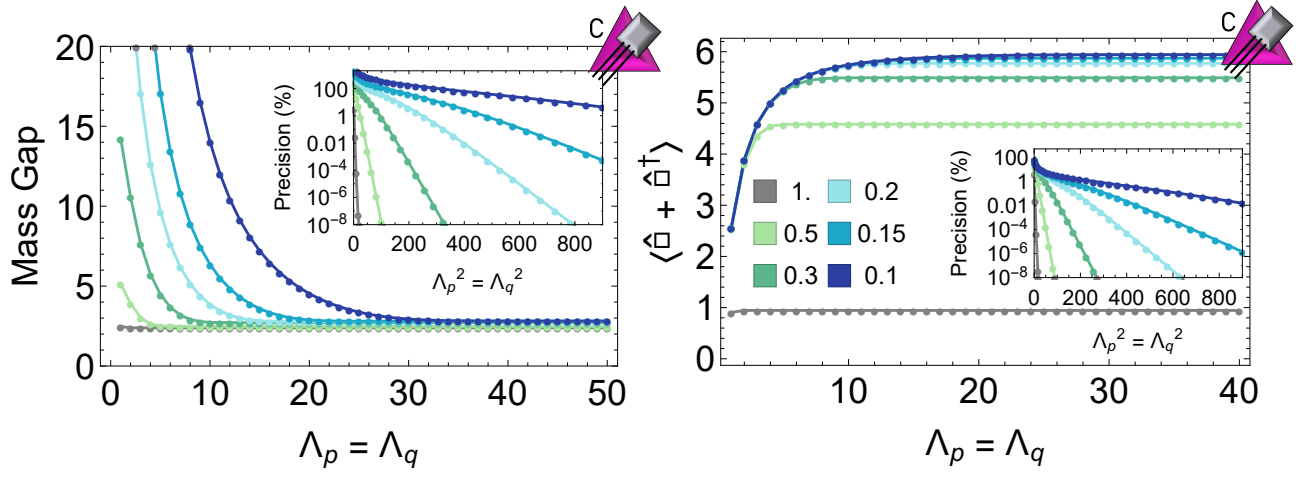 C
20
15
10
5
0
Mass Gap
0 10 20 30 40 50
Λp = Λq
Precision (%)
100
1
0.01
10⁻⁴
10⁻⁶
10⁻⁸
0 200 400 600 800
Λp² = Λq²
C
6
5
4
3
2
1
0
⟨□̂ + □̂†⟩
10 20 30 40
Λp = Λq
1. 0.2
0.5 0.15
0.3 0.1
Precision (%)
100
1
0.01
10⁻⁴
10⁻⁶
10⁻⁸
0 200 400 600 800
Λp² = Λq²